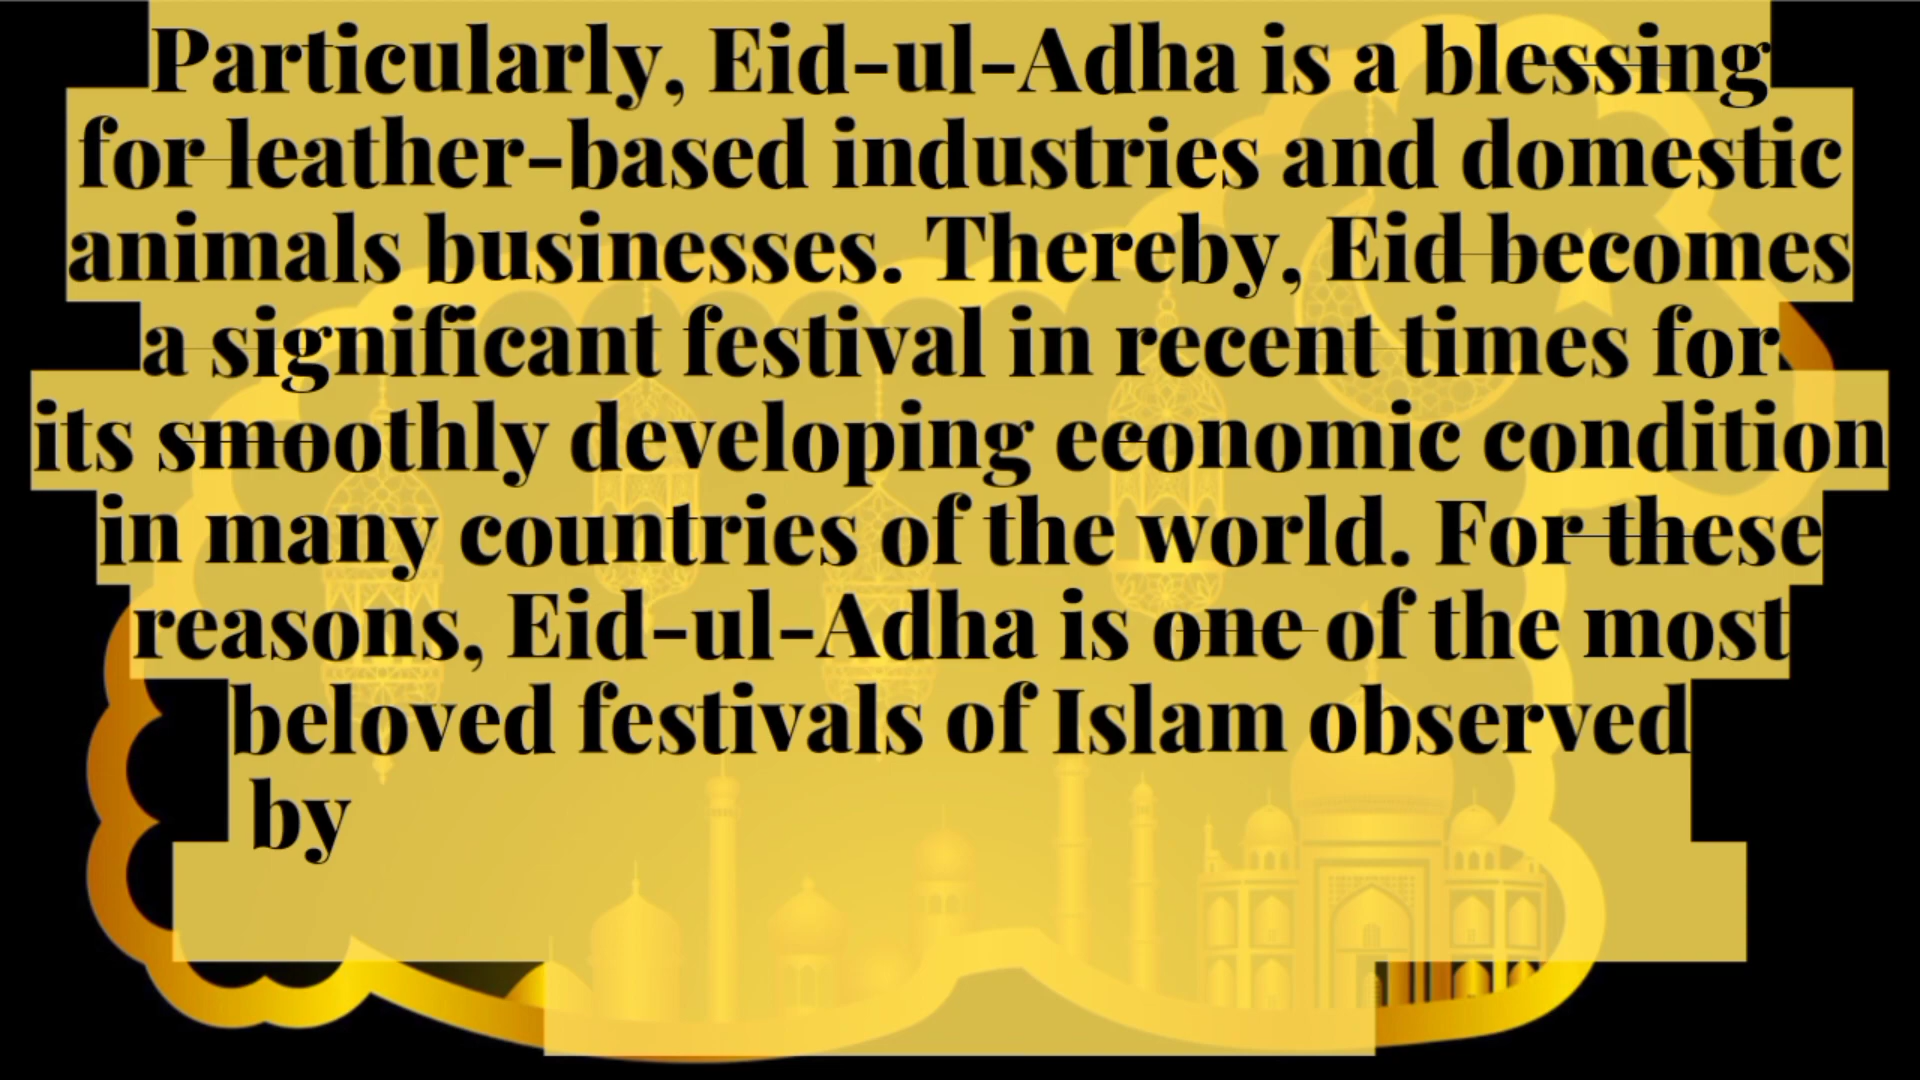 Particularly, Eid-ul-Adha is a blessing
for leather-based industries and domestic
animals businesses. Thereby, Eid becomes
a significant festival in recent times for
its smoothly developing economic condition
in many countries of the world. For these
reasons, Eid-ul-Adha is one of the most
beloved festivals of Islam observed
by